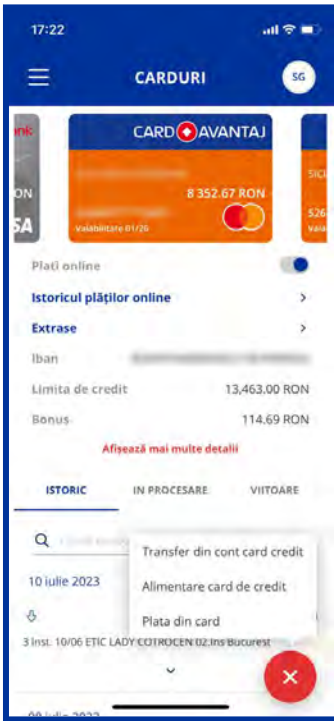 17:22
CARDURI
SG
CARD AVANTAJ
ON
8 352.67 RON
Valabilitate 01/26
526
Plati online
Istoricul plăților online
Extrase
Iban
Limita de credit 13,463.00 RON
Bonus 114.69 RON
Afișează mai multe detalii
ISTORIC IN PROCESARE VIITOARE
Transfer din cont card credit
10 iulie 2023
Alimentare card de credit
Plata din card
3 Inst. 10/06 ETIC LADY COTROCEN 02.Ins Bucurest